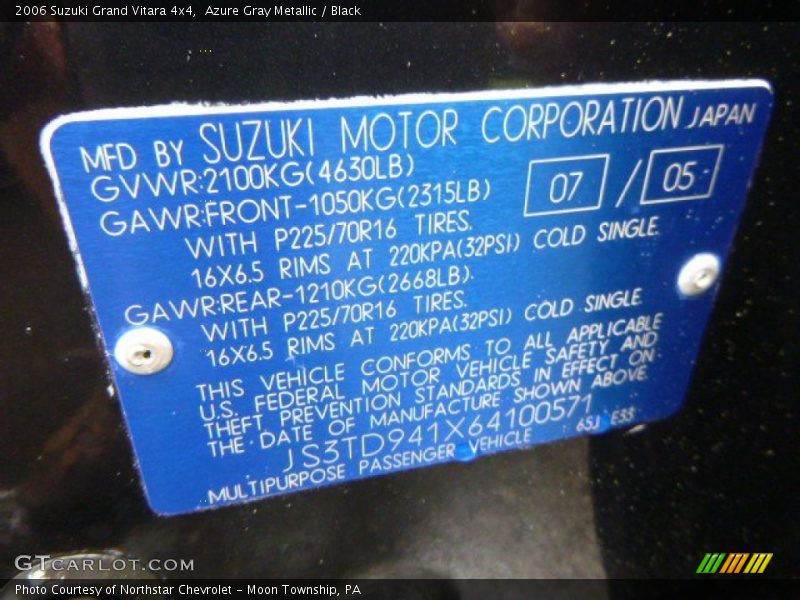 2006 Suzuki Grand Vitara 4x4,  Azure Gray Metallic / Black
MFD BY SUZUKI MOTOR CORPORATION JAPAN
GVWR:2100KG(4630LB)
07 / 05
GAWR:FRONT-1050KG(2315LB)
WITH P225/70R16 TIRES.
16X6.5 RIMS AT 220KPA(32PSI) COLD SINGLE.
GAWR:REAR-1210KG(2668LB).
WITH P225/70R16 TIRES.
16X6.5 RIMS AT 220KPA(32PSI) COLD SINGLE.
THIS VEHICLE CONFORMS TO ALL APPLICABLE
U.S. FEDERAL MOTOR VEHICLE SAFETY AND
THEFT PREVENTION STANDARDS IN EFFECT ON
THE DATE OF MANUFACTURE SHOWN ABOVE.
JS3TD941X64100571
MULTIPURPOSE PASSENGER VEHICLE 65J ESS
GTCARLOT.COM
Photo Courtesy of Northstar Chevrolet - Moon Township, PA